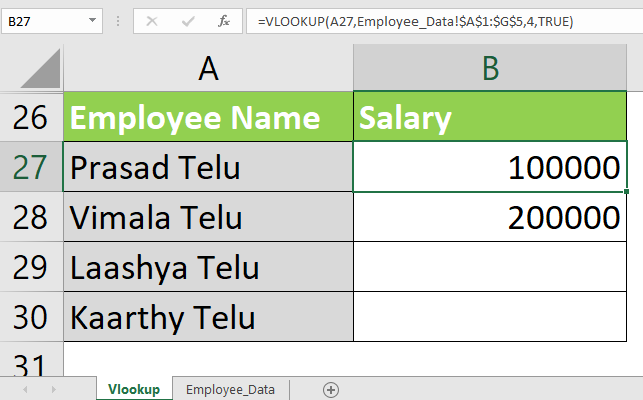 B27 fx =VLOOKUP(A27,Employee_Data!$A$1:$G$5,4,TRUE)
A B
26 Employee Name Salary
27 Prasad Telu 100000
28 Vimala Telu 200000
29 Laashya Telu
30 Kaarthy Telu
31
Vlookup Employee_Data